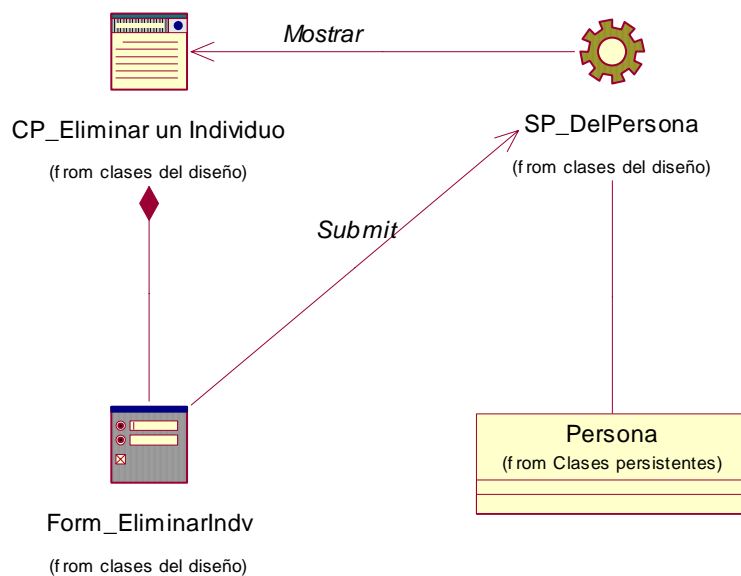 Mostrar
CP_Eliminar un Individuo
(from clases del diseño)
SP_DelPersona
(from clases del diseño)
Submit
Persona
(from Clases persistentes)
Form_EliminarIndv
(from clases del diseño)